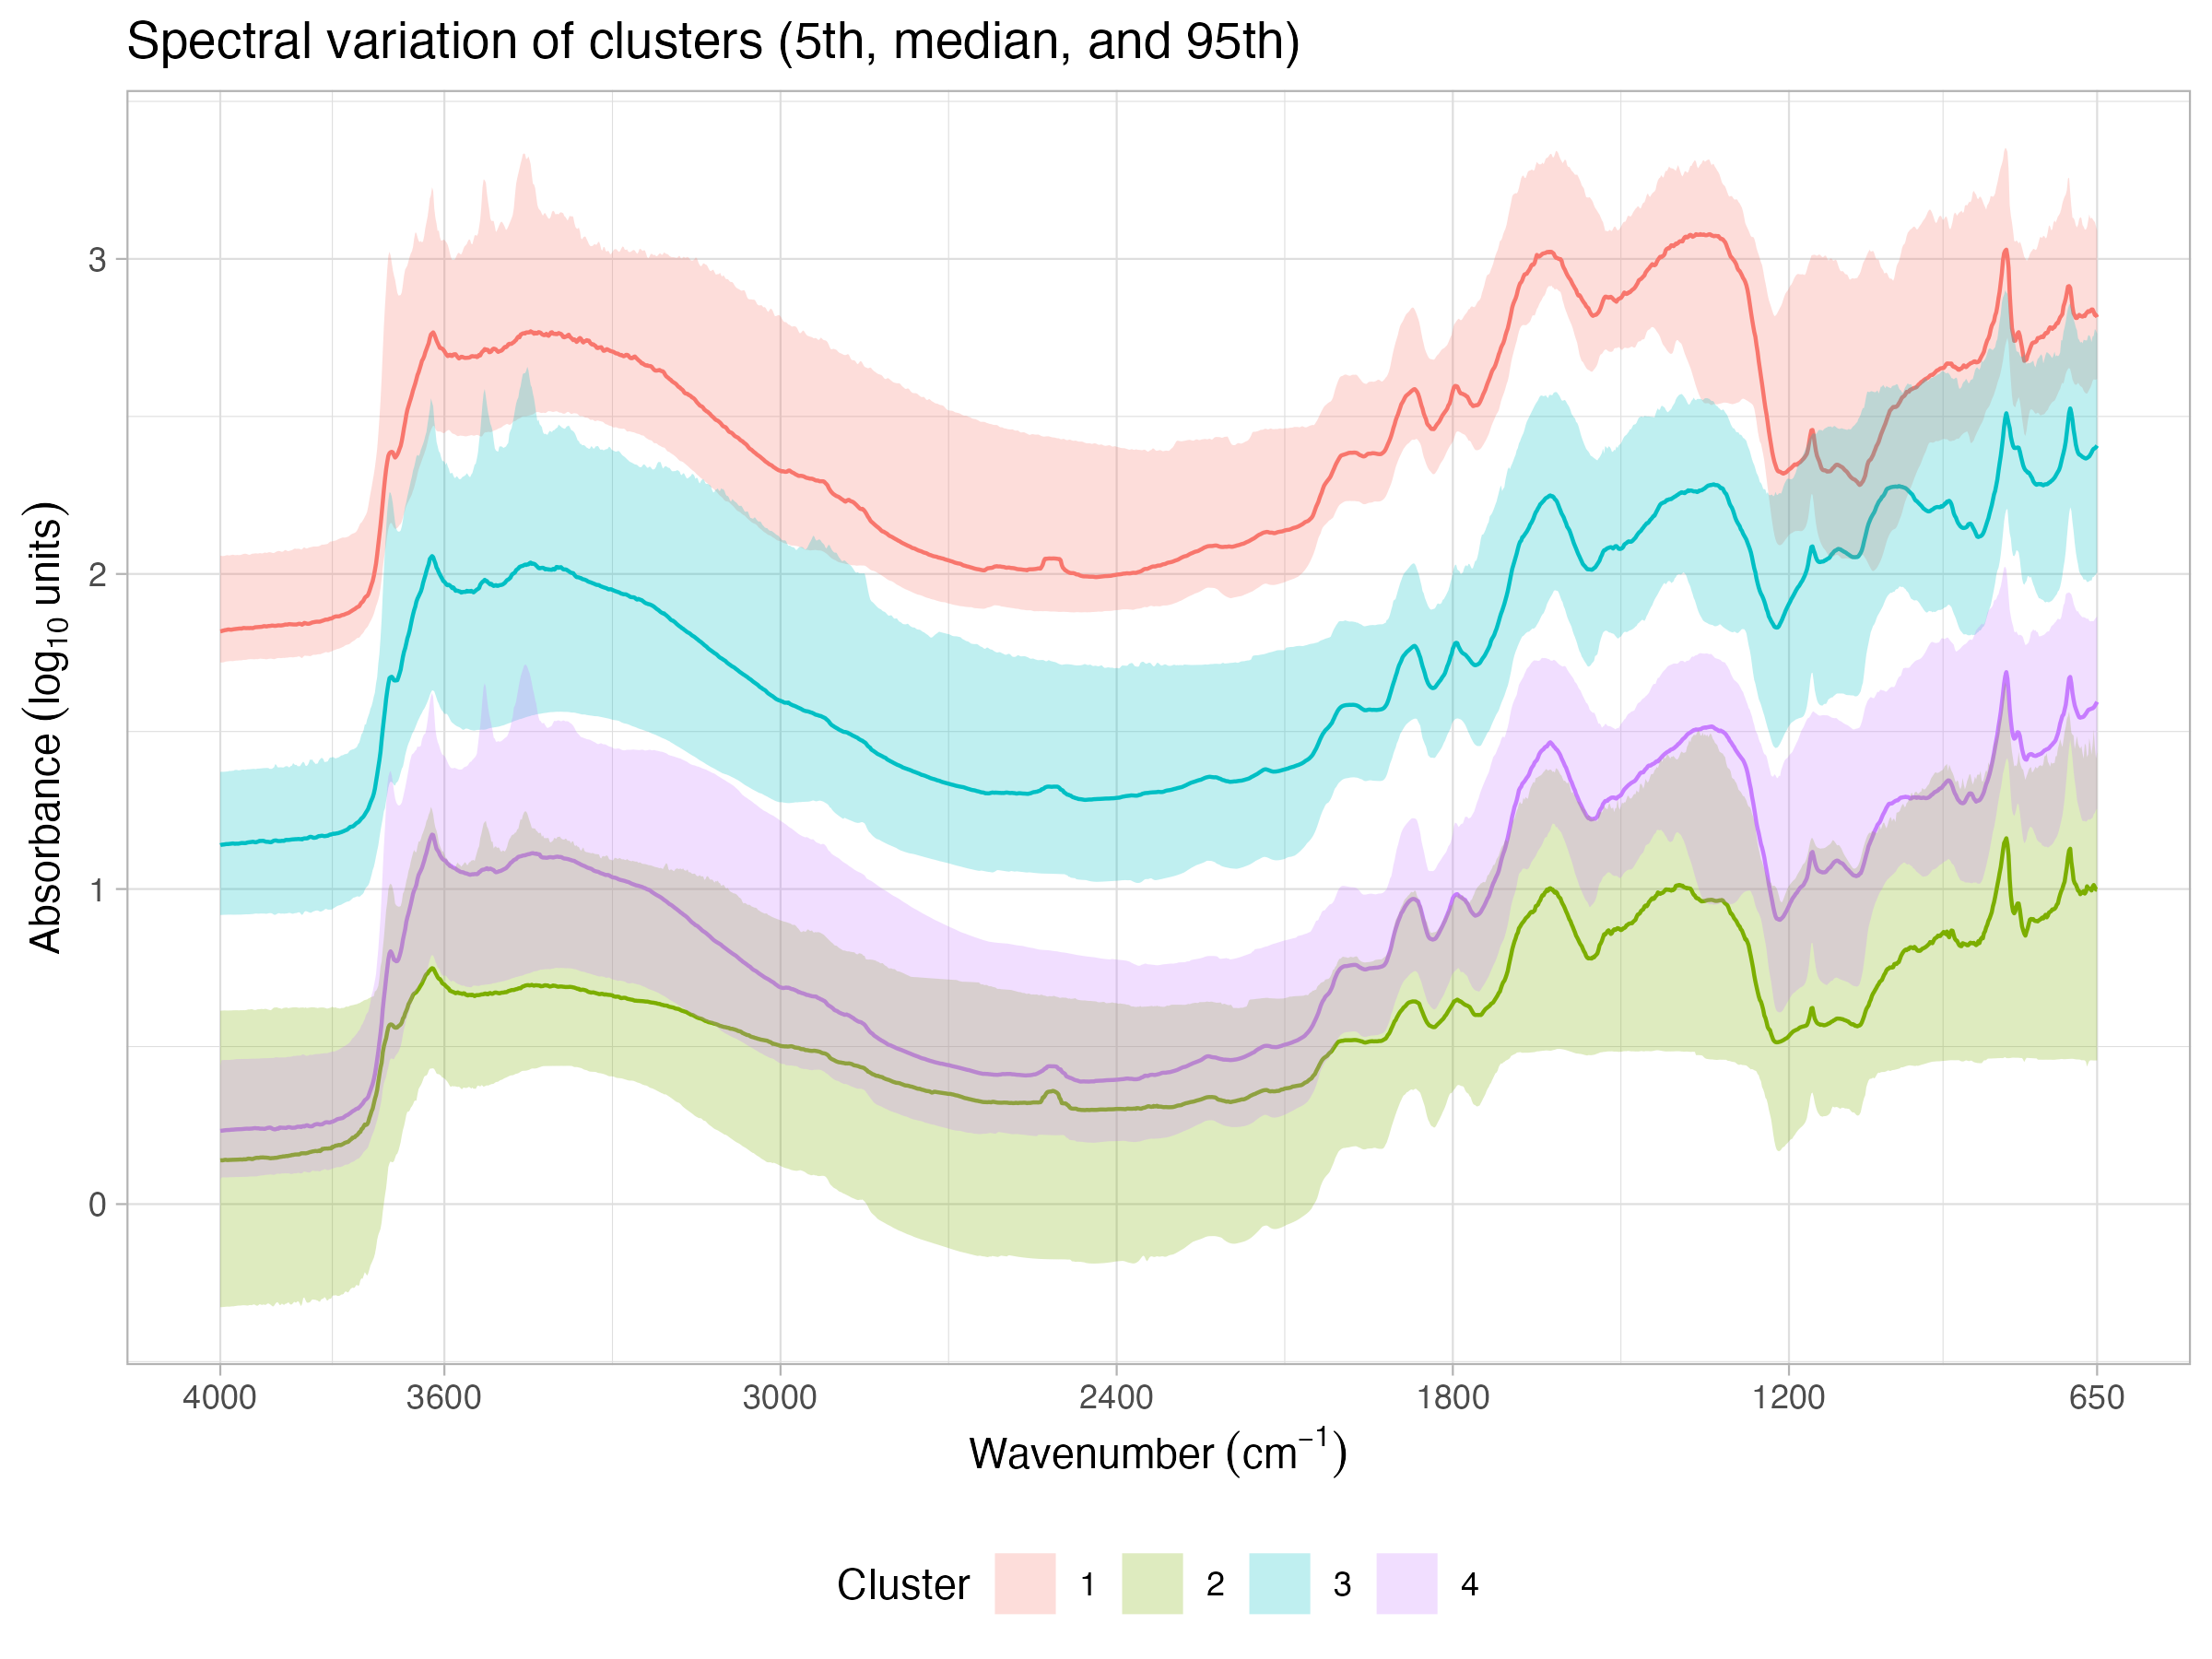 Spectral variation of clusters (5th, median, and 95th)
Absorbance (log₁₀ units)
3
2
1
0
4000 3600 3000 2400 1800 1200 650
Wavenumber (cm⁻¹)
Cluster 1 2 3 4